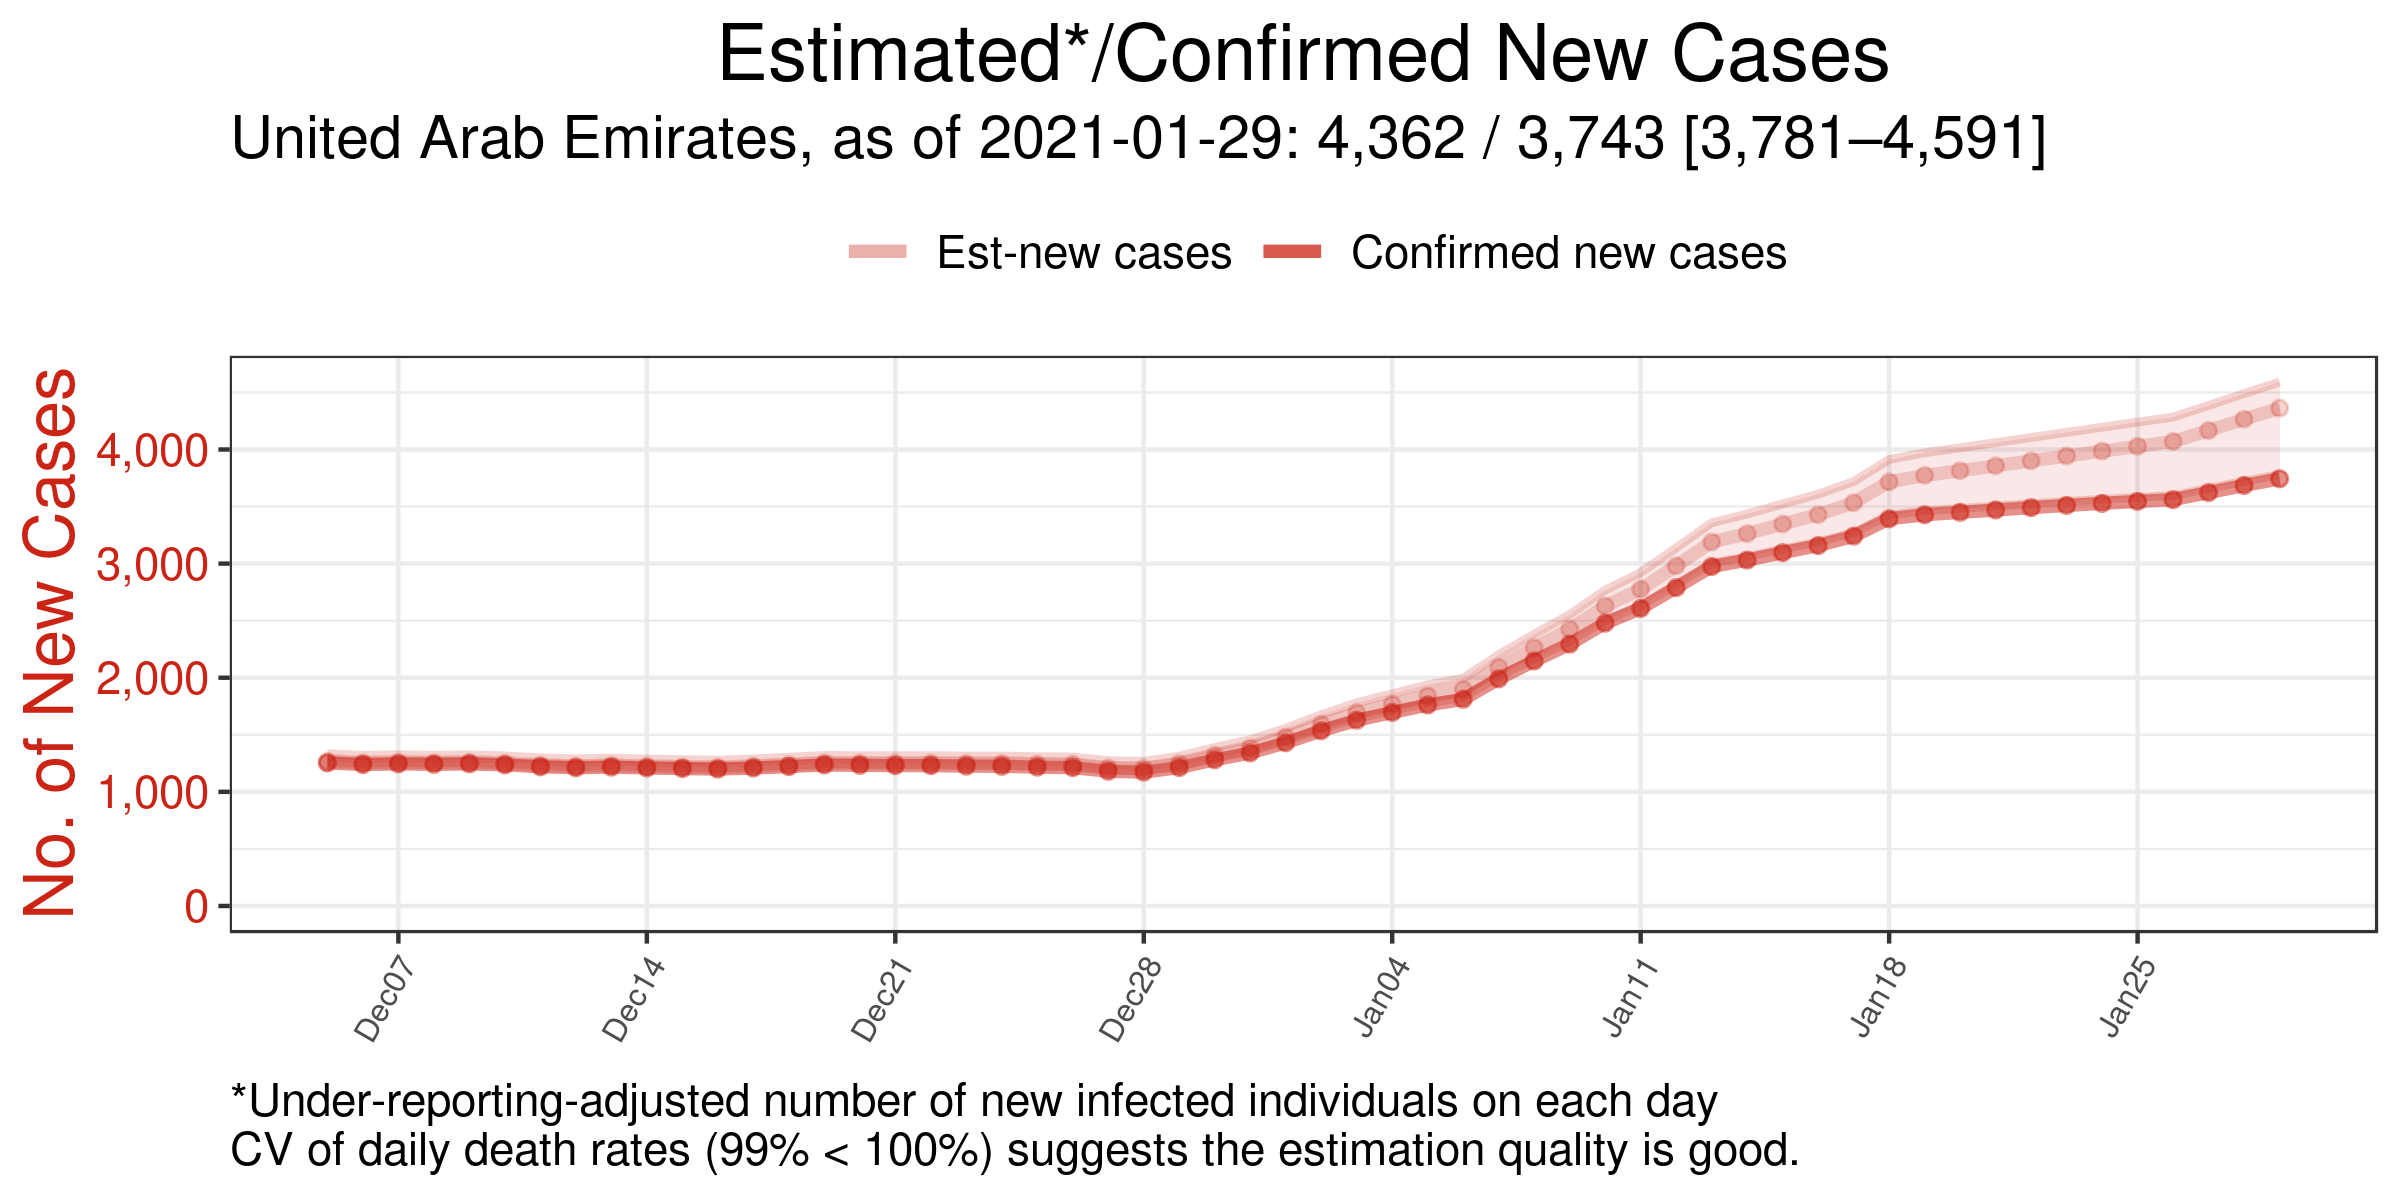 Estimated*/Confirmed New Cases
United Arab Emirates, as of 2021-01-29: 4,362 / 3,743 [3,781–4,591]
Est-new cases
Confirmed new cases
No. of New Cases
4,000
3,000
2,000
1,000
0
Dec07
Dec14
Dec21
Dec28
Jan04
Jan11
Jan18
Jan25
*Under-reporting-adjusted number of new infected individuals on each day
CV of daily death rates (99% < 100%) suggests the estimation quality is good.